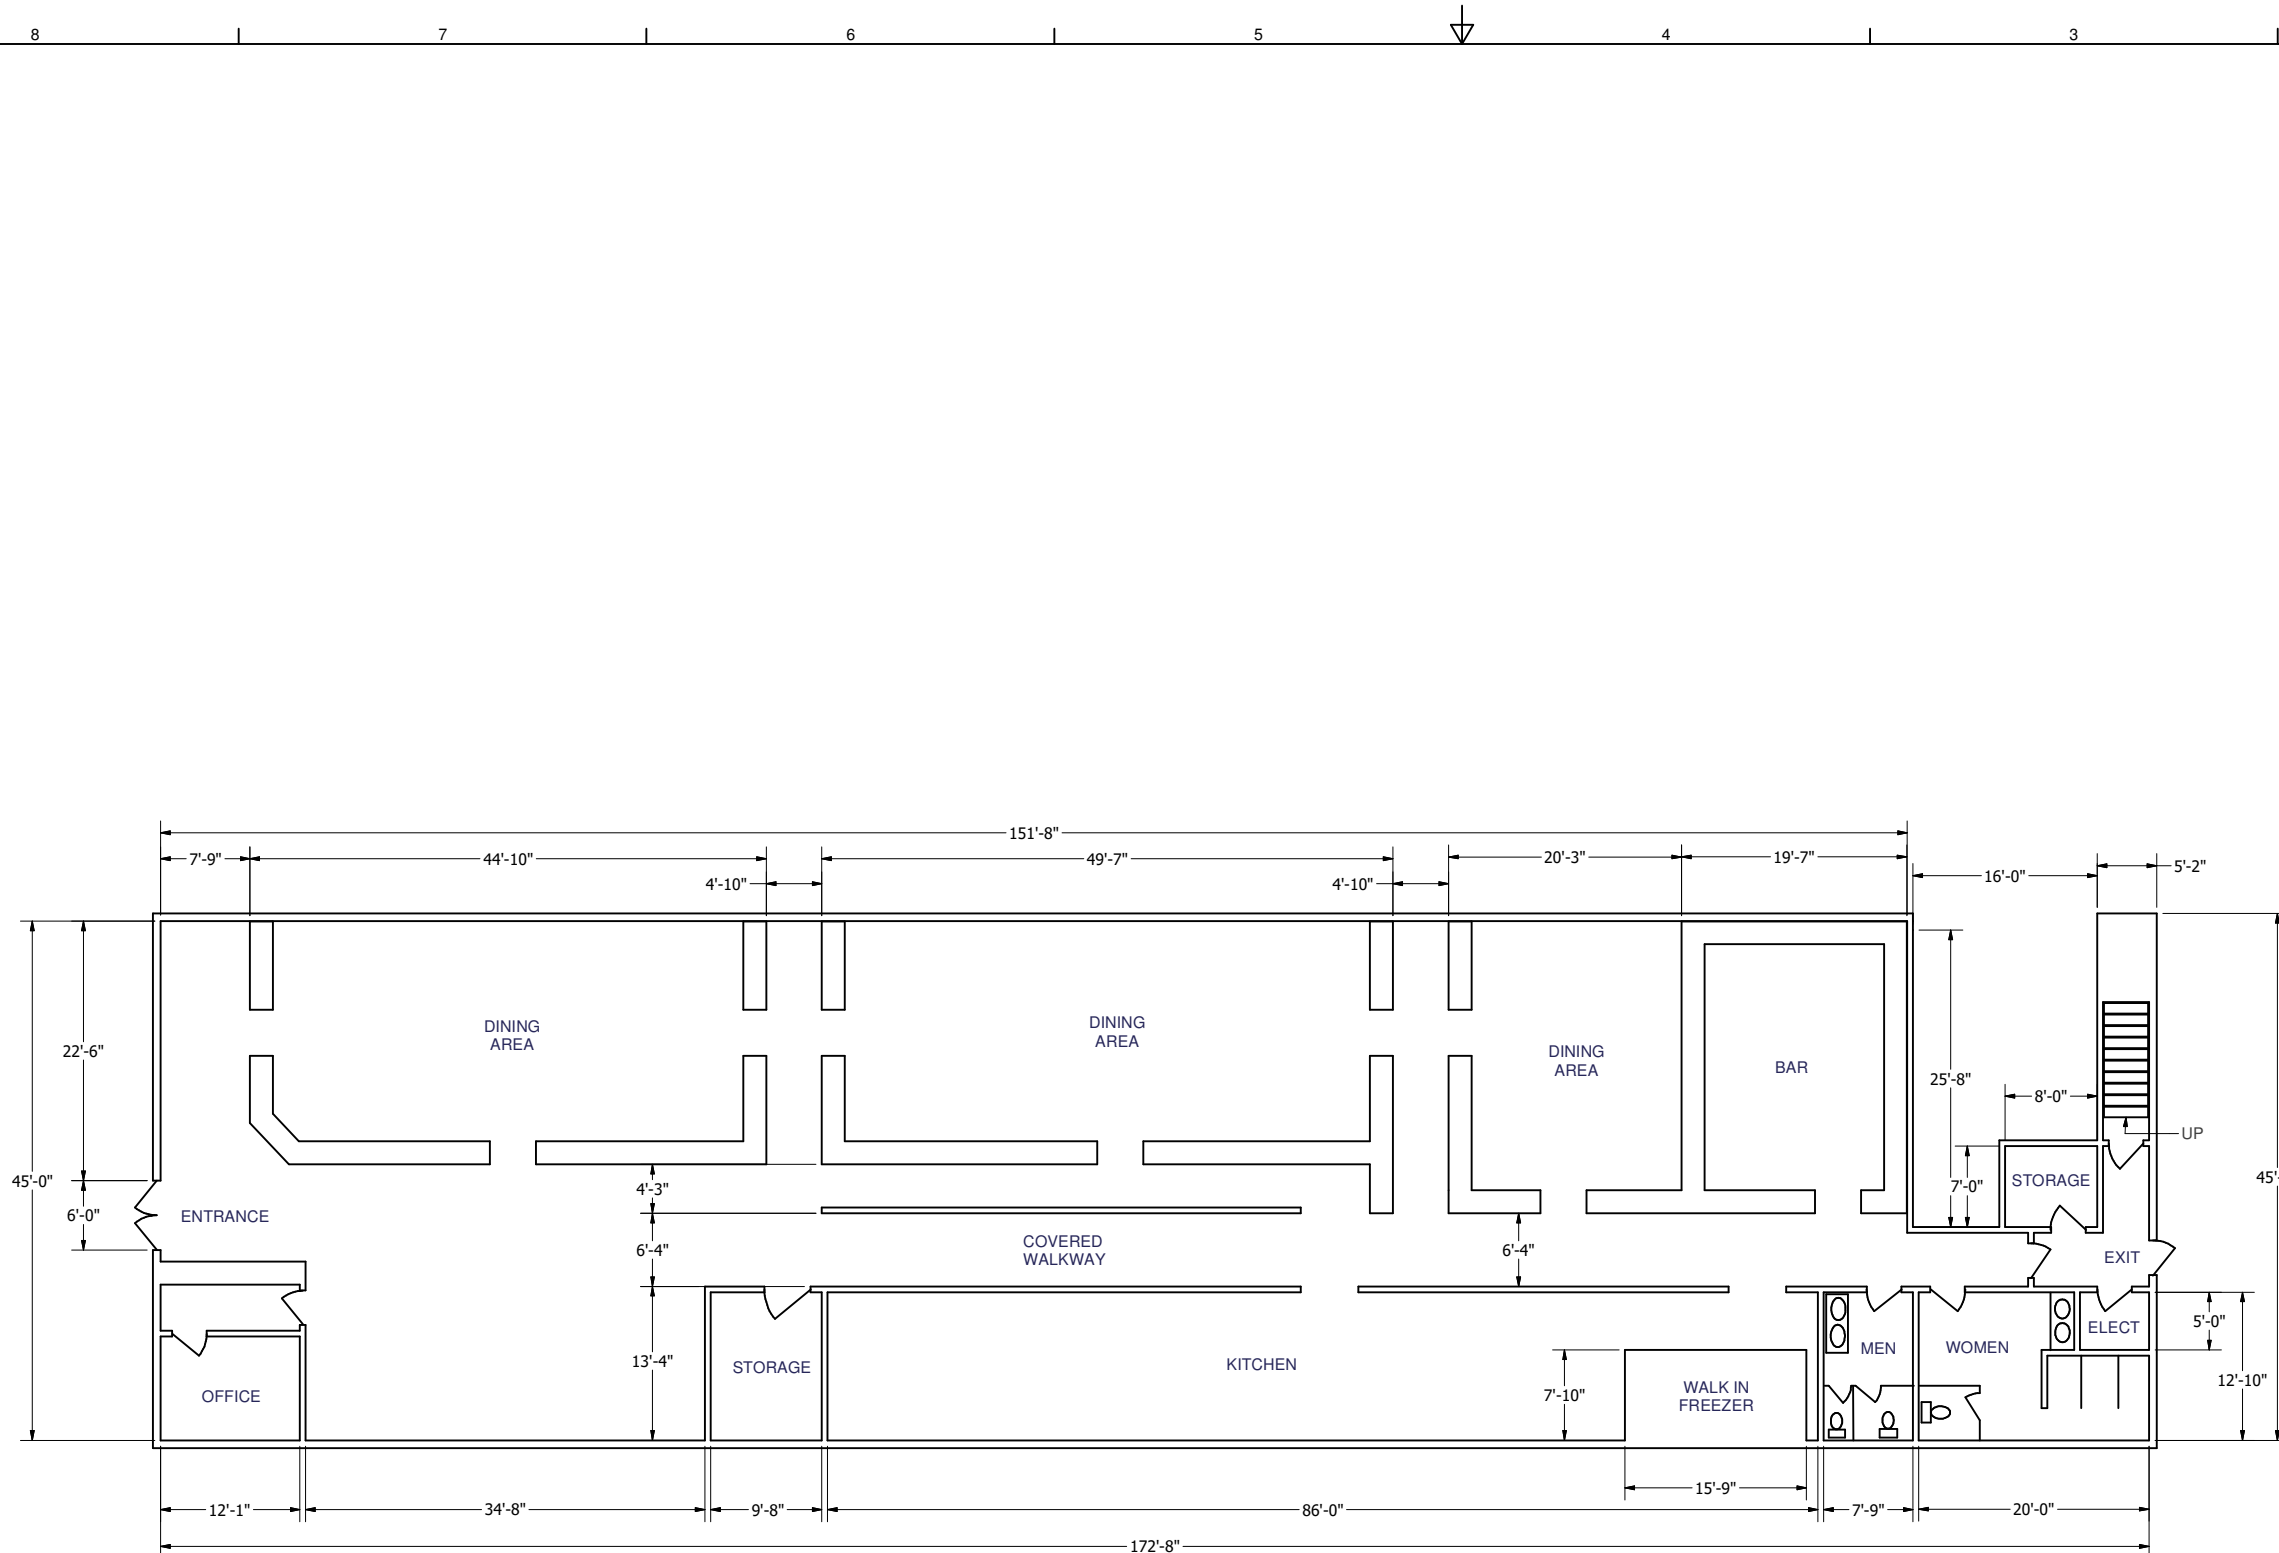 8 7 6 5 4 3
151'-8"
7'-9" 44'-10" 49'-7" 20'-3" 19'-7" 5'-2"
4'-10" 4'-10" 16'-0"
DINING
AREA
DINING
AREA
DINING
AREA
BAR
22'-6"
25'-8"
8'-0"
UP
45'-0"
4'-3"
7'-0"
STORAGE
45'-
6'-0"
ENTRANCE
COVERED
WALKWAY
6'-4"
6'-4"
EXIT
5'-0"
ELECT
MEN
WOMEN
13'-4"
STORAGE
KITCHEN
7'-10"
WALK IN
FREEZER
12'-10"
OFFICE
15'-9"
12'-1" 34'-8" 9'-8" 86'-0" 7'-9" 20'-0"
172'-8"